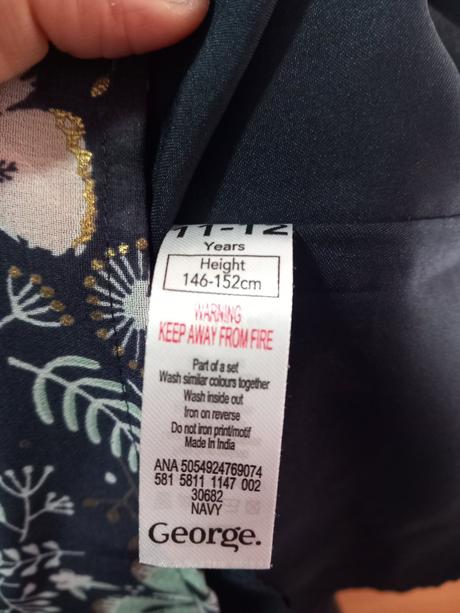 11-12
Years
Height
146-152cm
WARNING
KEEP AWAY FROM FIRE
Part of a set
Wash similar colours together
Wash inside out
Iron on reverse
Do not iron print/motif
Made In India
ANA 5054924769074
581 5811 1147 002
30682
NAVY
George.